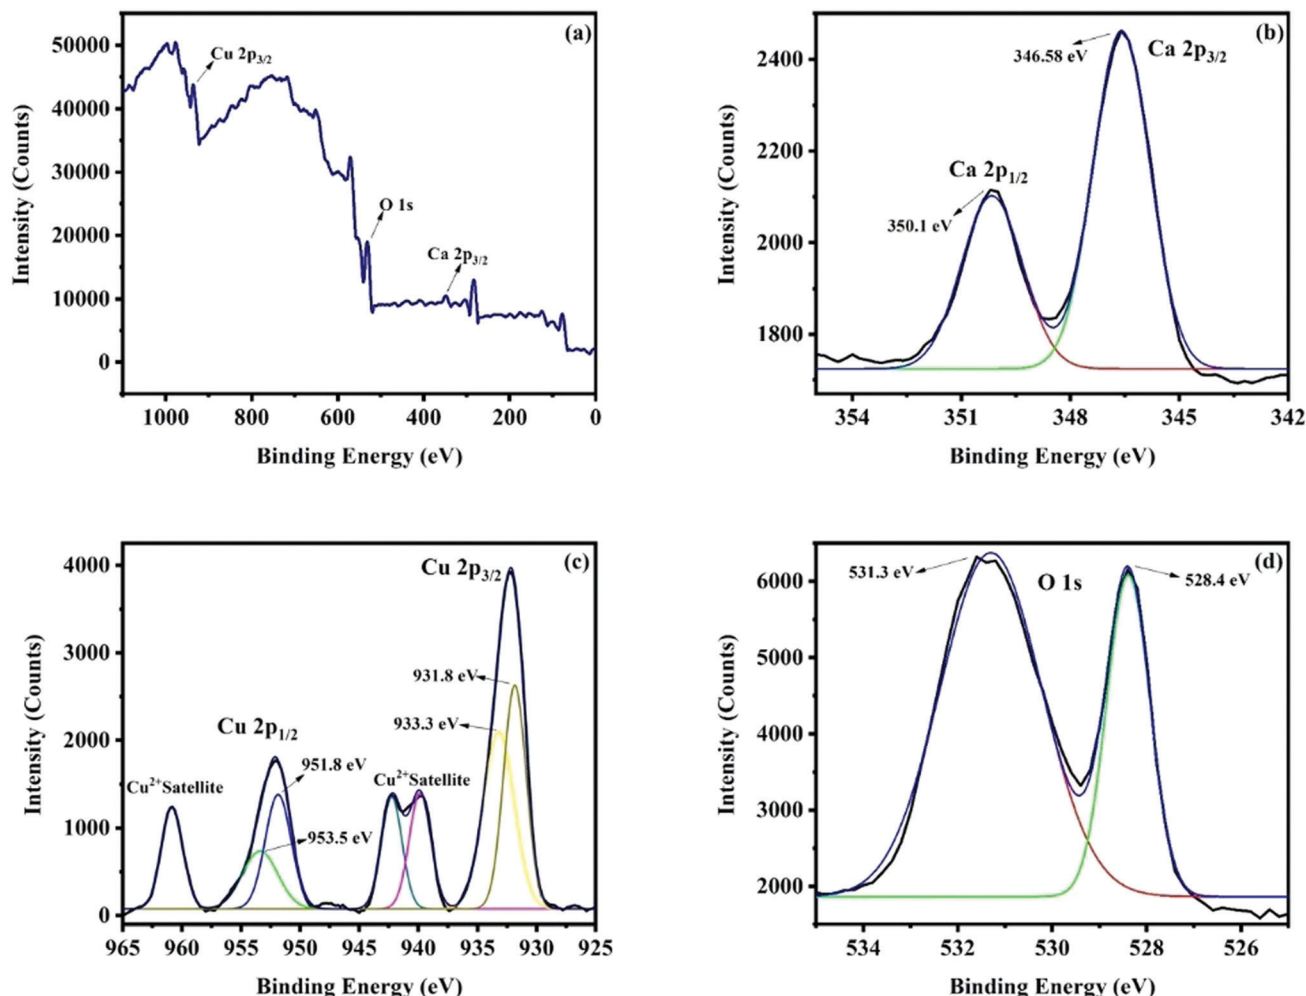 (a)
50000
40000
30000
20000
10000
0
Intensity (Counts)
Cu 2p3/2
O 1s
Ca 2p3/2
1000 800 600 400 200 0
Binding Energy (eV)
(b)
2400
2200
2000
1800
Intensity (Counts)
346.58 eV
Ca 2p3/2
Ca 2p1/2
350.1 eV
354 351 348 345 342
Binding Energy (eV)
(c)
4000
3000
2000
1000
0
Intensity (Counts)
Cu 2p3/2
931.8 eV
933.3 eV
Cu 2p1/2
951.8 eV
Cu2+Satellite
Cu2+Satellite
953.5 eV
965 960 955 950 945 940 935 930 925
Binding Energy (eV)
(d)
6000
5000
4000
3000
2000
Intensity (Counts)
531.3 eV
O 1s
528.4 eV
534 532 530 528 526
Binding Energy (eV)